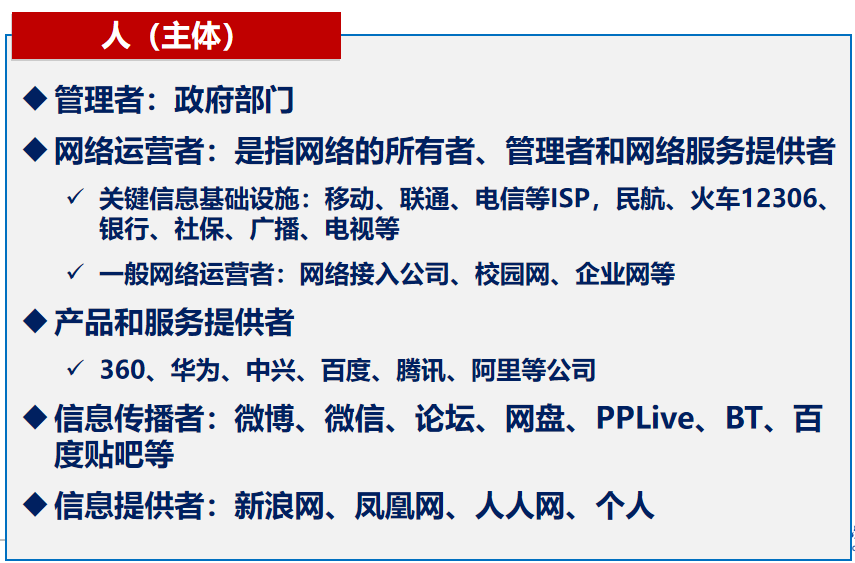 人（主体）
◆管理者：政府部门
◆网络运营者：是指网络的所有者、管理者和网络服务提供者
✓ 关键信息基础设施：移动、联通、电信等ISP，民航、火车12306、
银行、社保、广播、电视等
✓ 一般网络运营者：网络接入公司、校园网、企业网等
◆产品和服务提供者
✓ 360、华为、中兴、百度、腾讯、阿里等公司
◆信息传播者：微博、微信、论坛、网盘、PPLive、BT、百
度贴吧等
◆信息提供者：新浪网、凤凰网、人人网、个人